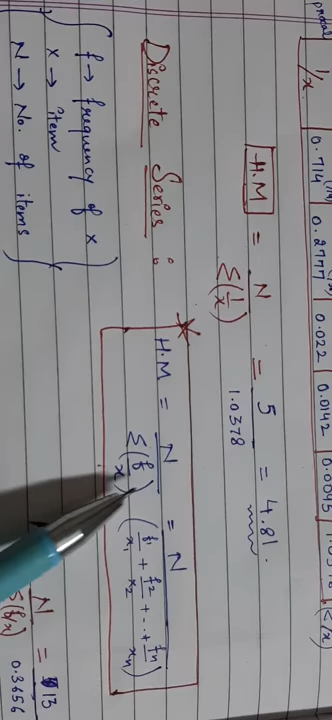 1/x | 0.714 | 0.2777 | 0.022 | 0.0142 | 0.0045
H.M = N / Σ(1/x) = 5 / 1.0378 = 4.81.
Discrete Series :
f → frequency of x
x → item
N → No. of items
H.M = N / Σ(f/x) = N / (f1/x1 + f2/x2 + - - + fn/xn)
N / Σ(f/x) = 13 / 0.3656